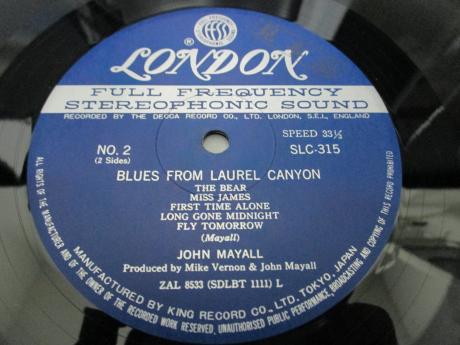 LONDON
FULL FREQUENCY
STEREOPHONIC SOUND
RECORDED BY THE DECCA RECORD CO., LTD. LONDON, S.E.I., ENGLAND
NO. 2
(2 Sides)
SPEED 33⅓
SLC-315
BLUES FROM LAUREL CANYON
THE BEAR
MISS JAMES
FIRST TIME ALONE
LONG GONE MIDNIGHT
FLY TOMORROW
(Mayall)
JOHN MAYALL
Produced by Mike Vernon & John Mayall
ZAL 8533 (SDLBT 1111) L
MANUFACTURED BY KING RECORD CO., LTD. TOKYO, JAPAN
ALL RIGHTS OF THE MANUFACTURER AND OF THE OWNER OF THE RECORDED WORK RESERVED. UNAUTHORISED PUBLIC PERFORMANCE, BROADCASTING AND COPYING OF THIS RECORD PROHIBITED